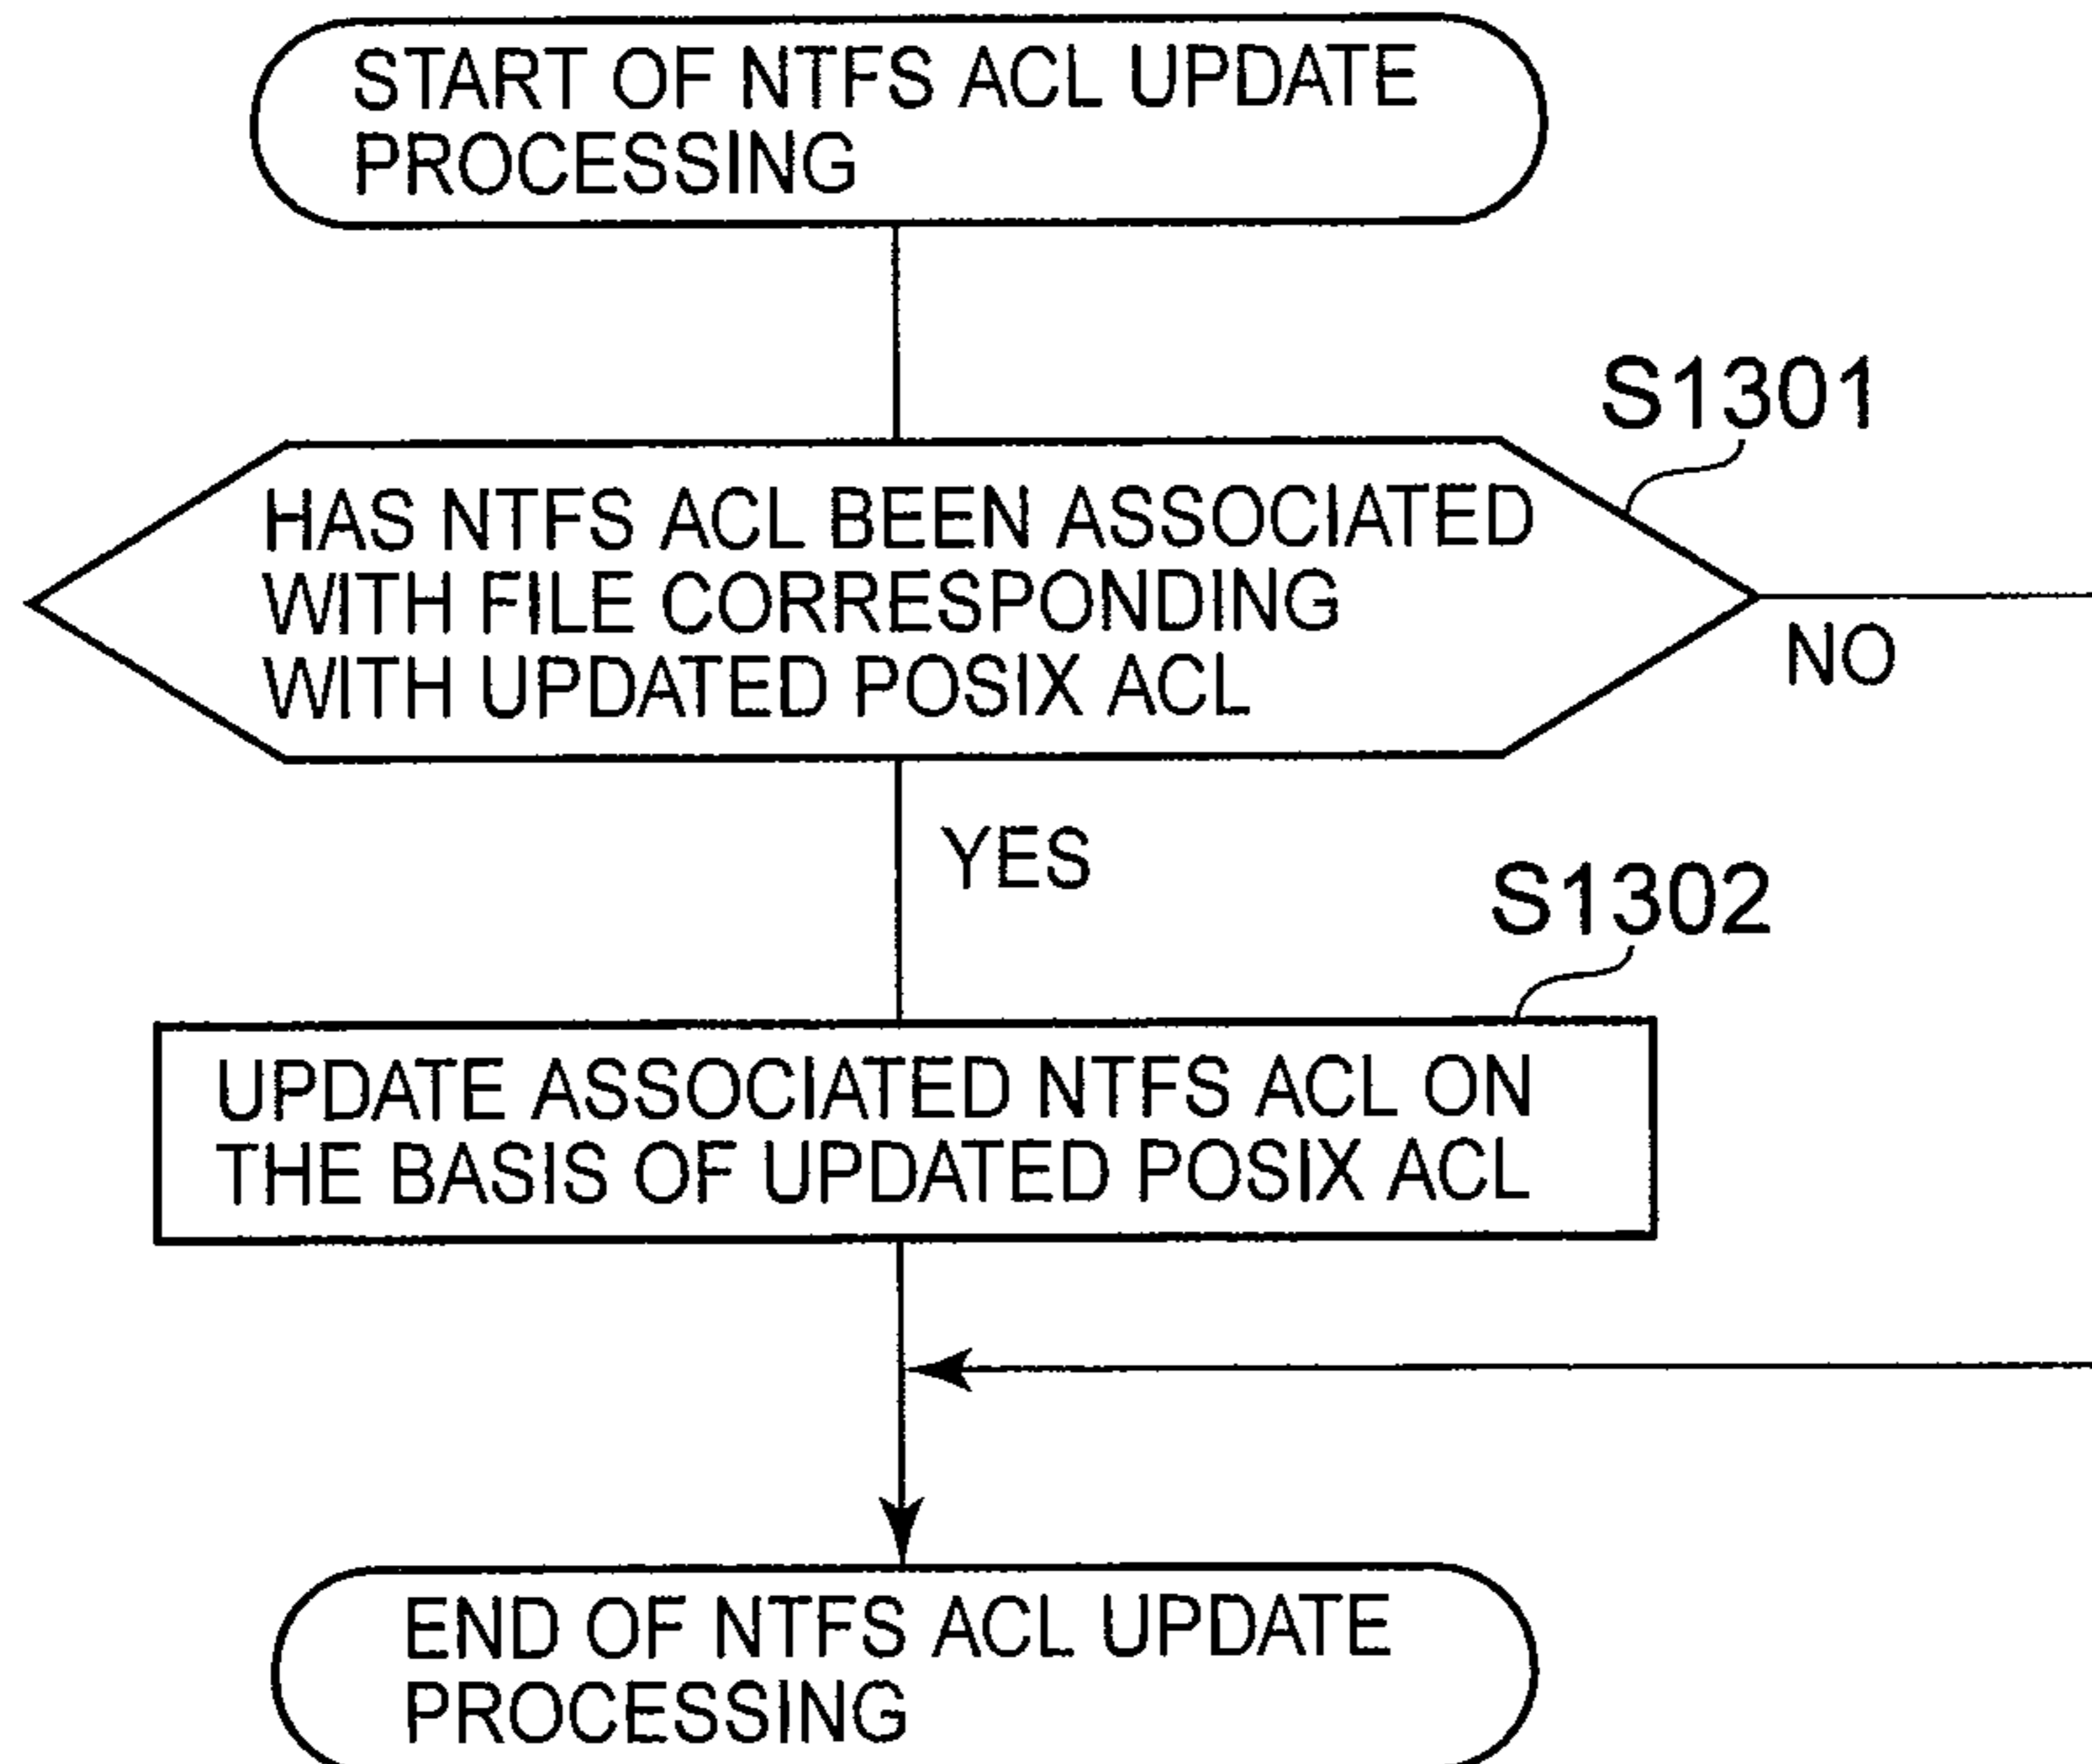 START OF NTFS ACL UPDATE
PROCESSING
S1301
HAS NTFS ACL BEEN ASSOCIATED
WITH FILE CORRESPONDING
WITH UPDATED POSIX ACL
NO
YES
S1302
UPDATE ASSOCIATED NTFS ACL ON
THE BASIS OF UPDATED POSIX ACL
END OF NTFS ACL UPDATE
PROCESSING